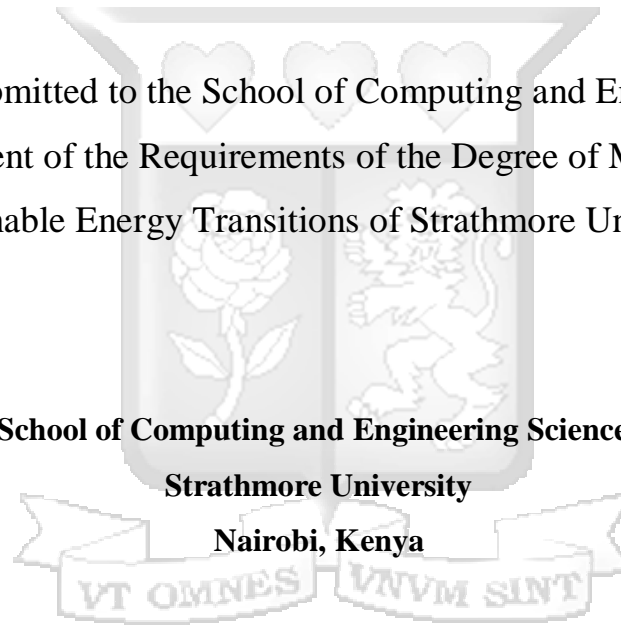 omitted to the School of Computing and E
ent of the Requirements of the Degree of M
nable Energy Transitions of Strathmore Un
School of Computing and Engineering Science
Strathmore University
Nairobi, Kenya
VT OMNES VNVM SINT